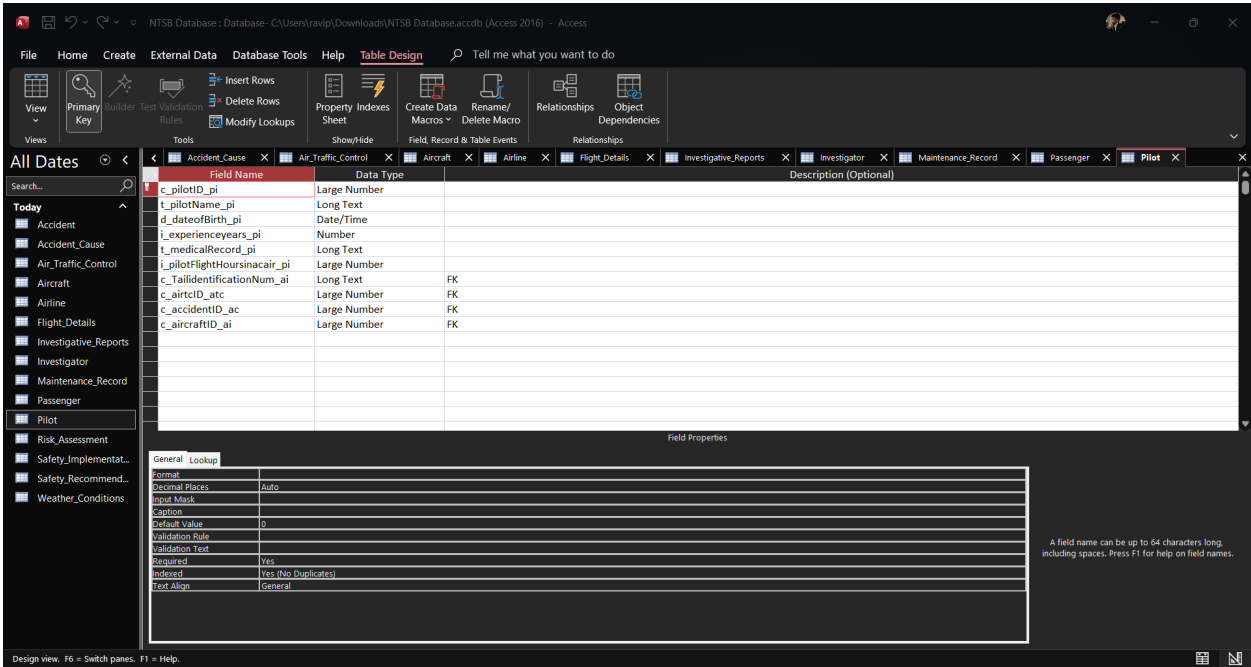 NTSB Database : Database- C:\Users\ravip\Downloads\NTSB Database.accdb (Access 2016) - Access
File Home Create External Data Database Tools Help Table Design Tell me what you want to do
View
Primary Key
Builder
Test Validation Rules
Insert Rows
Delete Rows
Modify Lookups
Property Sheet
Indexes
Create Data Macros
Rename/ Delete Macro
Relationships
Object Dependencies
Views Tools Show/Hide Field, Record & Table Events Relationships
All Dates
Search...
Today
Accident
Accident_Cause
Air_Traffic_Control
Aircraft
Airline
Flight_Details
Investigative_Reports
Investigator
Maintenance_Record
Passenger
Pilot
Risk_Assessment
Safety_Implementat...
Safety_Recommend...
Weather_Conditions
Accident_Cause Air_Traffic_Control Aircraft Airline Flight_Details Investigative_Reports Investigator Maintenance_Record Passenger Pilot
Field Name Data Type Description (Optional)
c_pilotID_pi Large Number
t_pilotName_pi Long Text
d_dateofBirth_pi Date/Time
i_experienceyears_pi Number
t_medicalRecord_pi Long Text
i_pilotFlightHoursinacair_pi Large Number
c_TailidentificationNum_ai Long Text FK
c_airtcID_atc Large Number FK
c_accidentID_ac Large Number FK
c_aircraftID_ai Large Number FK
Field Properties
General Lookup
Format
Decimal Places Auto
Input Mask
Caption
Default Value 0
Validation Rule
Validation Text
Required Yes
Indexed Yes (No Duplicates)
Text Align General
A field name can be up to 64 characters long,
including spaces. Press F1 for help on field names.
Design view. F6 = Switch panes. F1 = Help.